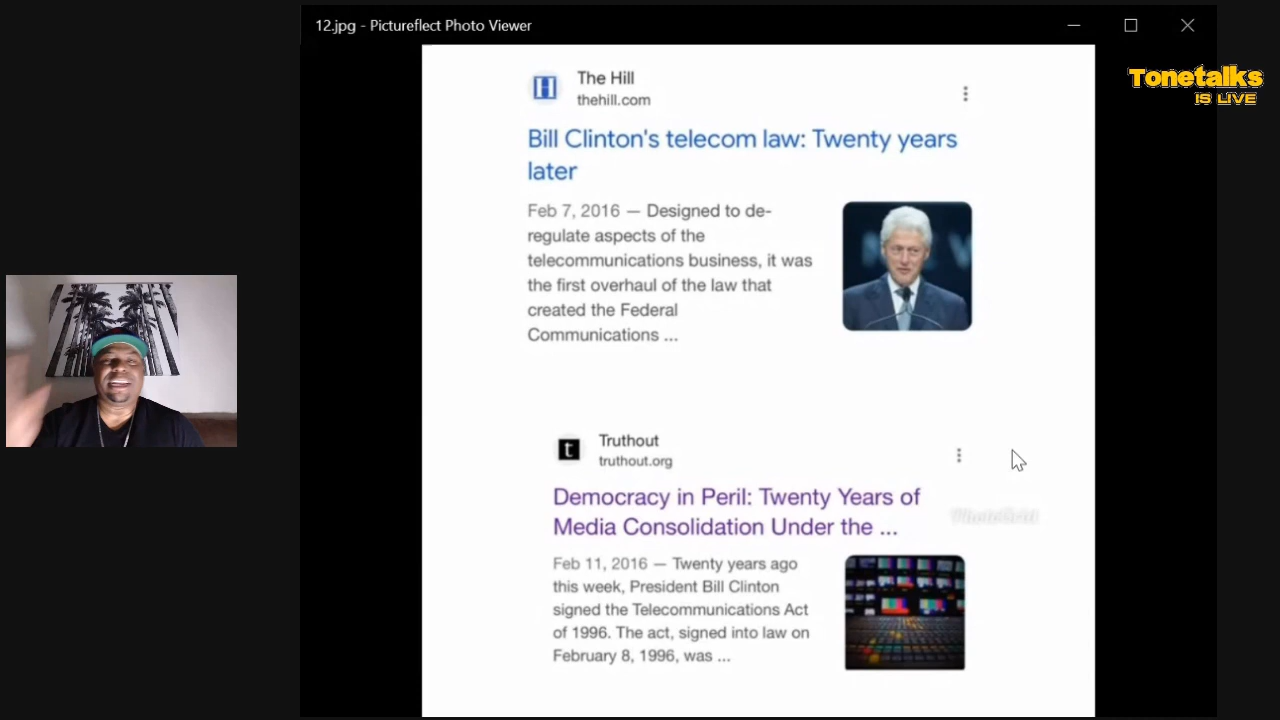 12.jpg - Pictureflect Photo Viewer
Tonetalks
IS LIVE
The Hill
thehill.com
Bill Clinton's telecom law: Twenty years
later
Feb 7, 2016 — Designed to de-
regulate aspects of the
telecommunications business, it was
the first overhaul of the law that
created the Federal
Communications ...
t
Truthout
truthout.org
Democracy in Peril: Twenty Years of
Media Consolidation Under the ...
PhotoGrid
Feb 11, 2016 — Twenty years ago
this week, President Bill Clinton
signed the Telecommunications Act
of 1996. The act, signed into law on
February 8, 1996, was ...